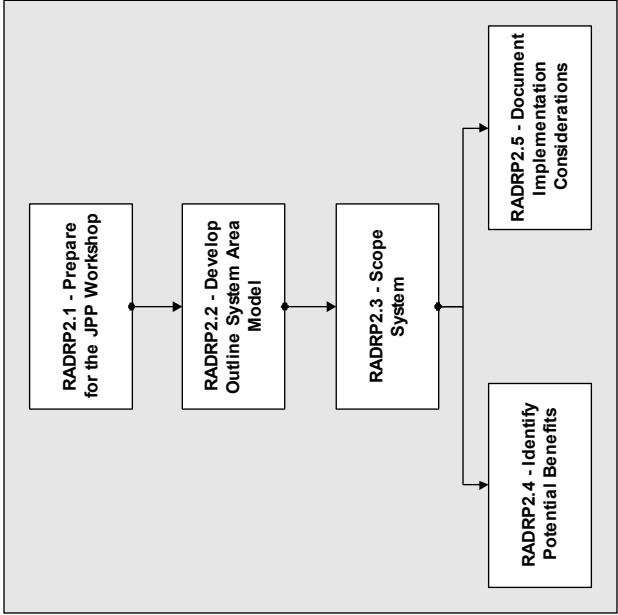 RADRP2.1 - Prepare
for the JPP Workshop
RADRP2.2 - Develop
Outline System Area
Model
RADRP2.3 - Scope
System
RADRP2.4 - Identify
Potential Benefits
RADRP2.5 - Document
Implementation
Considerations